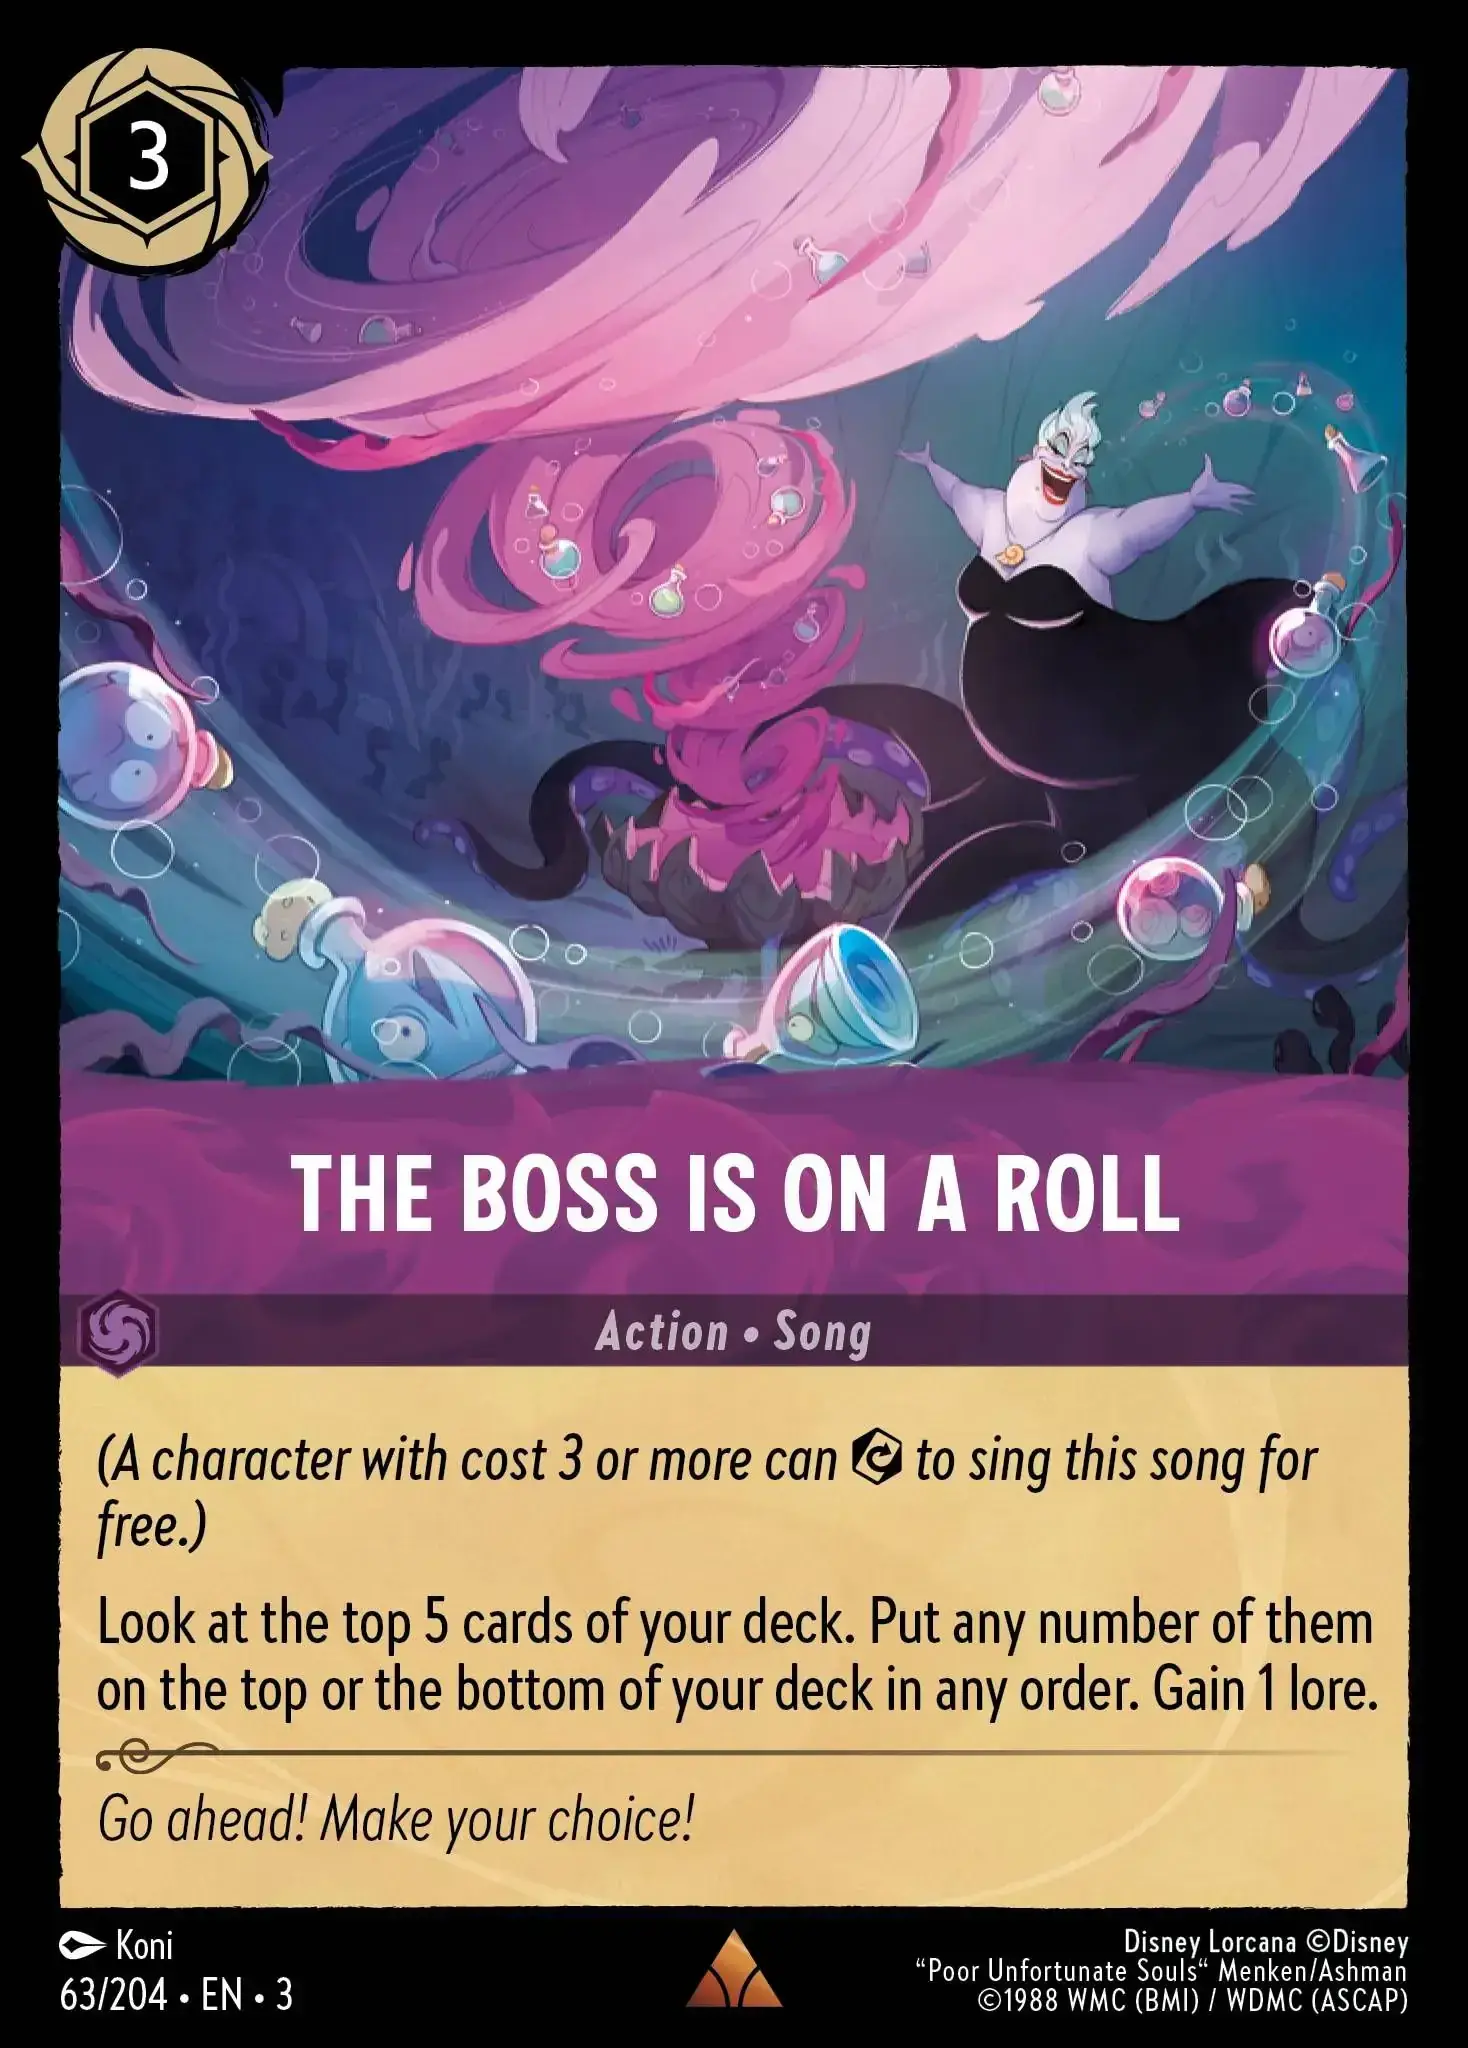 3
THE BOSS IS ON A ROLL
Action • Song
(A character with cost 3 or more can to sing this song for
free.)
Look at the top 5 cards of your deck. Put any number of them
on the top or the bottom of your deck in any order. Gain 1 lore.
Go ahead! Make your choice!
Koni
63/204 • EN • 3
Disney Lorcana ©Disney
“Poor Unfortunate Souls“ Menken/Ashman
©1988 WMC (BMI) / WDMC (ASCAP)